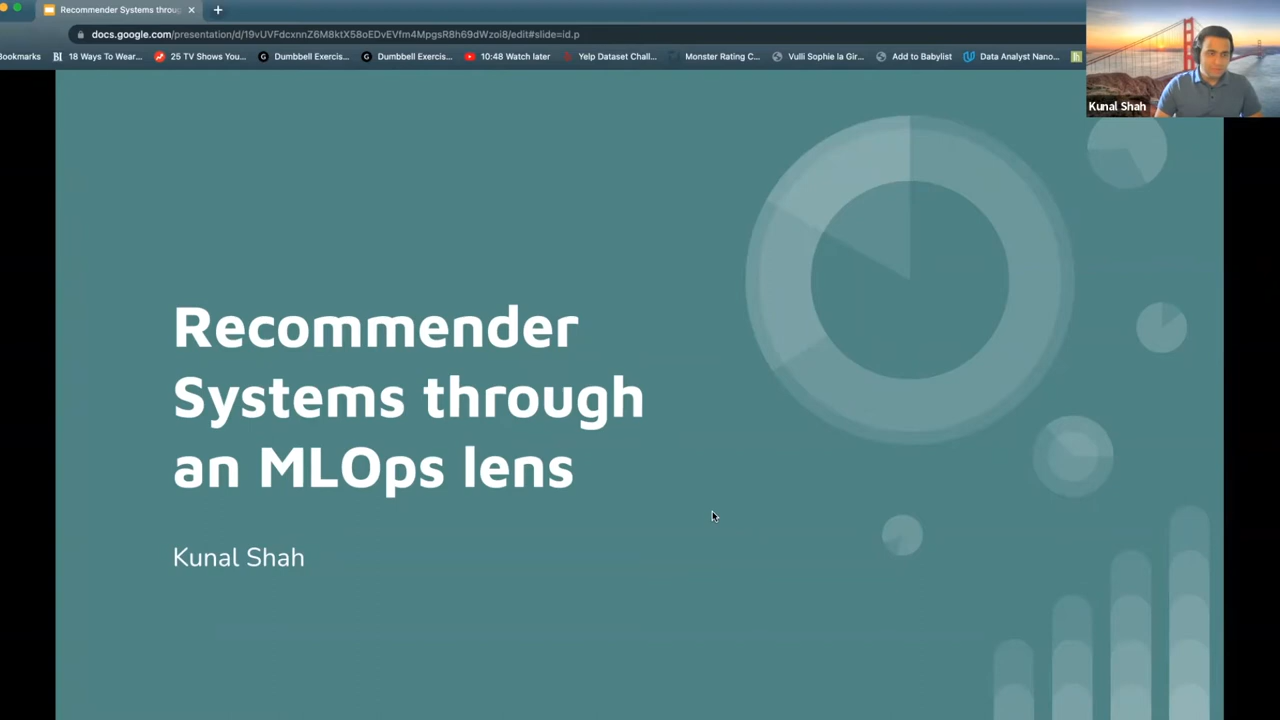 Recommender Systems throug
docs.google.com/presentation/d/19vUVFdcxnnZ6M8ktX58oEDvEVfm4MpgsR8h69dWzoi8/edit#slide=id.p
Bookmarks BI 18 Ways To Wear... 25 TV Shows You... G Dumbbell Exercis... G Dumbbell Exercis... 10:48 Watch later Yelp Dataset Chall... Monster Rating C... Vulli Sophie la Gir... Add to Babylist Data Analyst Nano... h
Kunal Shah
Recommender
Systems through
an MLOps lens
Kunal Shah